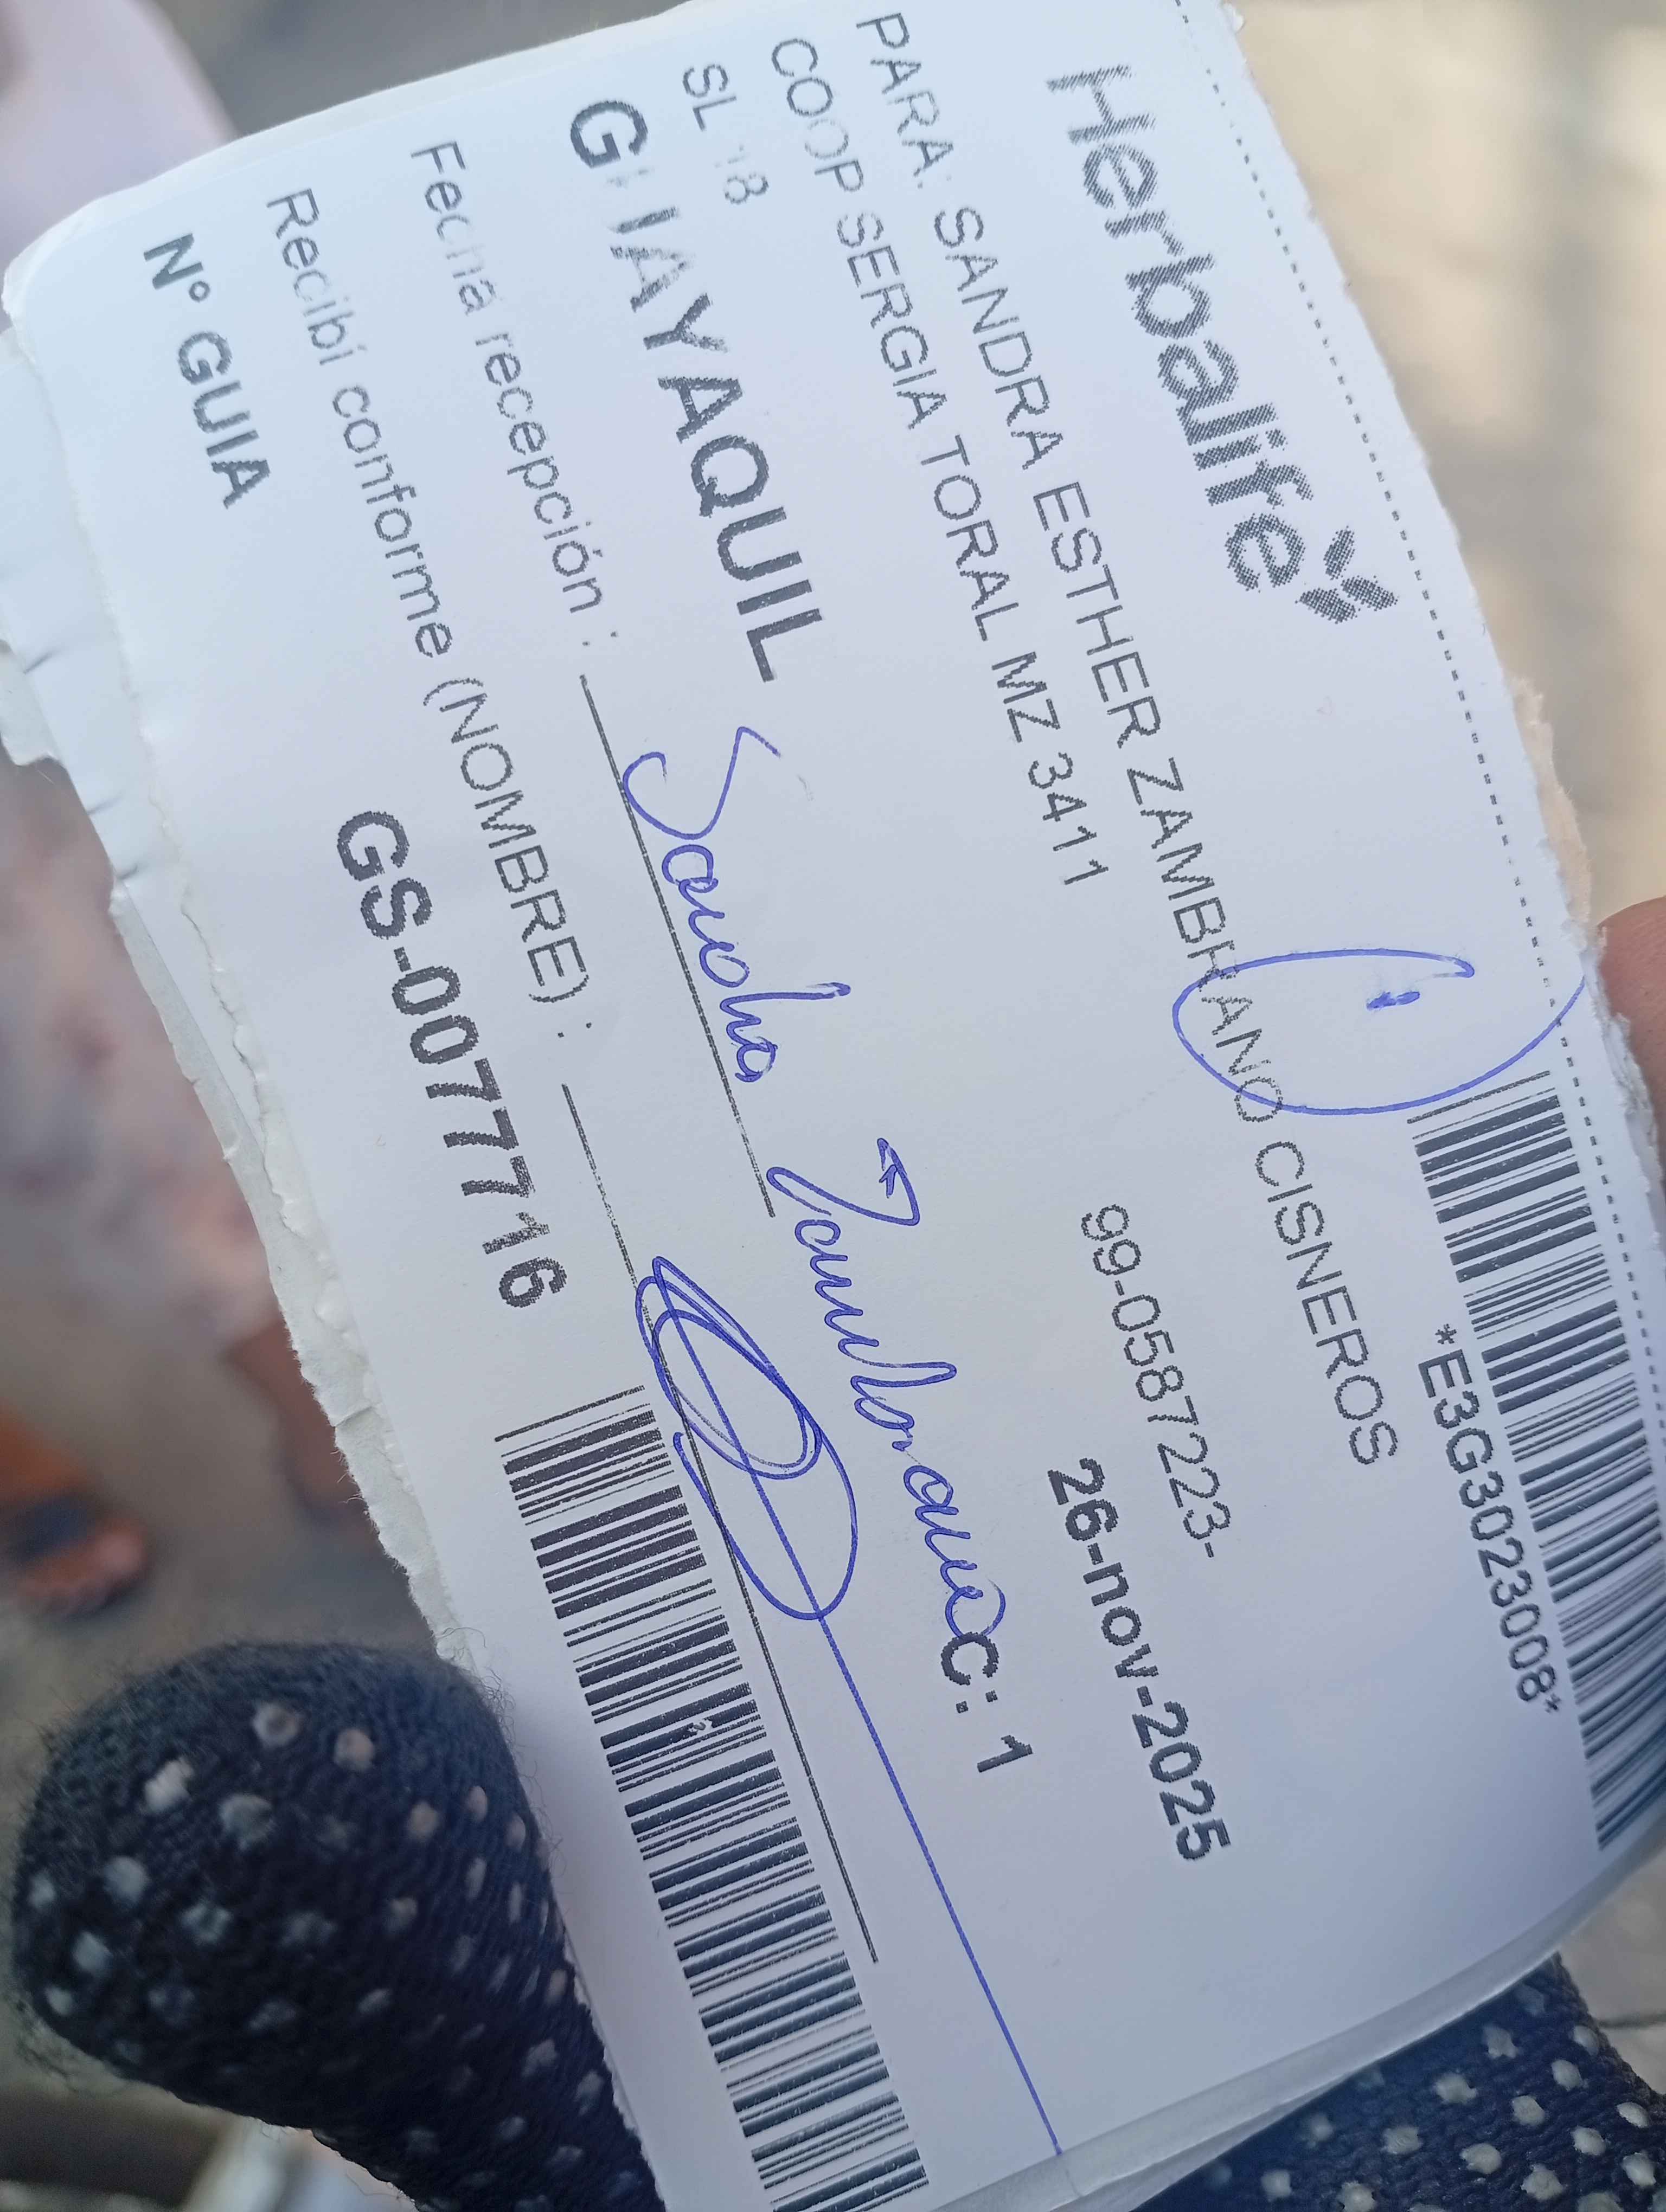 *E3G3023008*
Herbalife
PARA: SANDRA ESTHER ZAMBRANO CISNEROS
COOP SERGIA TORAL MZ 3411
99-0587223-
SL 18
26-nov-2025
GUAYAQUIL
C: 1
Sandra Zambrano
Fecha recepción :
Recibí conforme (NOMBRE) :
N° GUIA
GS-0077716